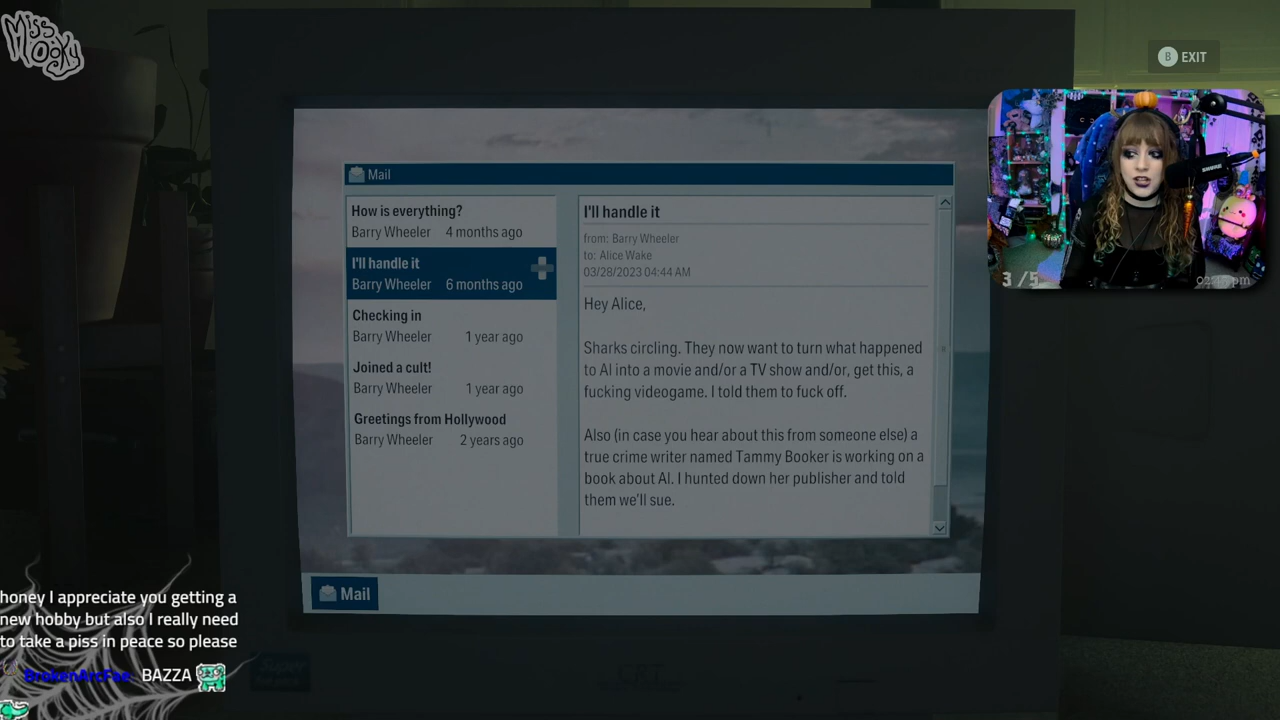 Miss
Mooky
B EXIT
Mail
How is everything?
Barry Wheeler 4 months ago
I'll handle it
Barry Wheeler 6 months ago
Checking in
Barry Wheeler 1 year ago
Joined a cult!
Barry Wheeler 1 year ago
Greetings from Hollywood
Barry Wheeler 2 years ago
I'll handle it
from: Barry Wheeler
to: Alice Wake
03/28/2023 04:44 AM
Hey Alice,
Sharks circling. They now want to turn what happened
to Al into a movie and/or a TV show and/or, get this, a
fucking videogame. I told them to fuck off.
Also (in case you hear about this from someone else) a
true crime writer named Tammy Booker is working on a
book about Al. I hunted down her publisher and told
them we'll sue.
Mail
SHURE
3 /5
honey I appreciate you getting a
new hobby but also I really need
to take a piss in peace so please
BrokenArcFae BAZZA
Super
CRT